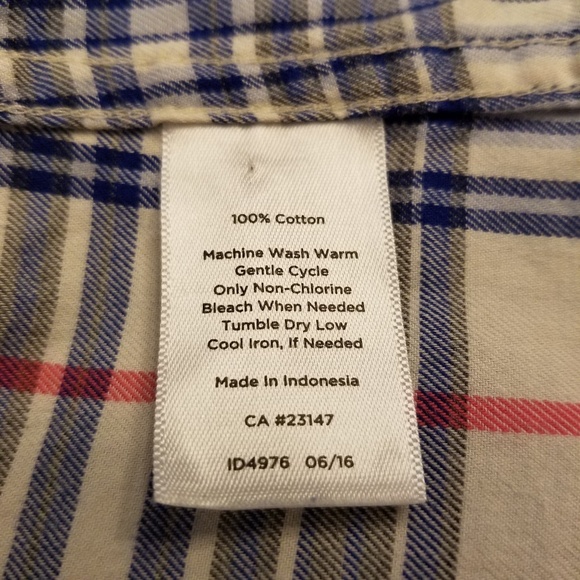 100% Cotton
Machine Wash Warm
Gentle Cycle
Only Non-Chlorine
Bleach When Needed
Tumble Dry Low
Cool Iron, If Needed
Made In Indonesia
CA #23147
ID4976 06/16